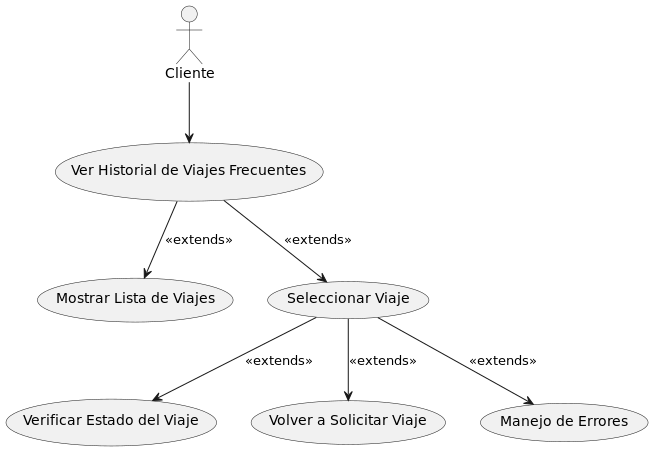 Cliente
Ver Historial de Viajes Frecuentes
«extends»
«extends»
Mostrar Lista de Viajes
Seleccionar Viaje
«extends»
«extends»
«extends»
Verificar Estado del Viaje
Volver a Solicitar Viaje
Manejo de Errores